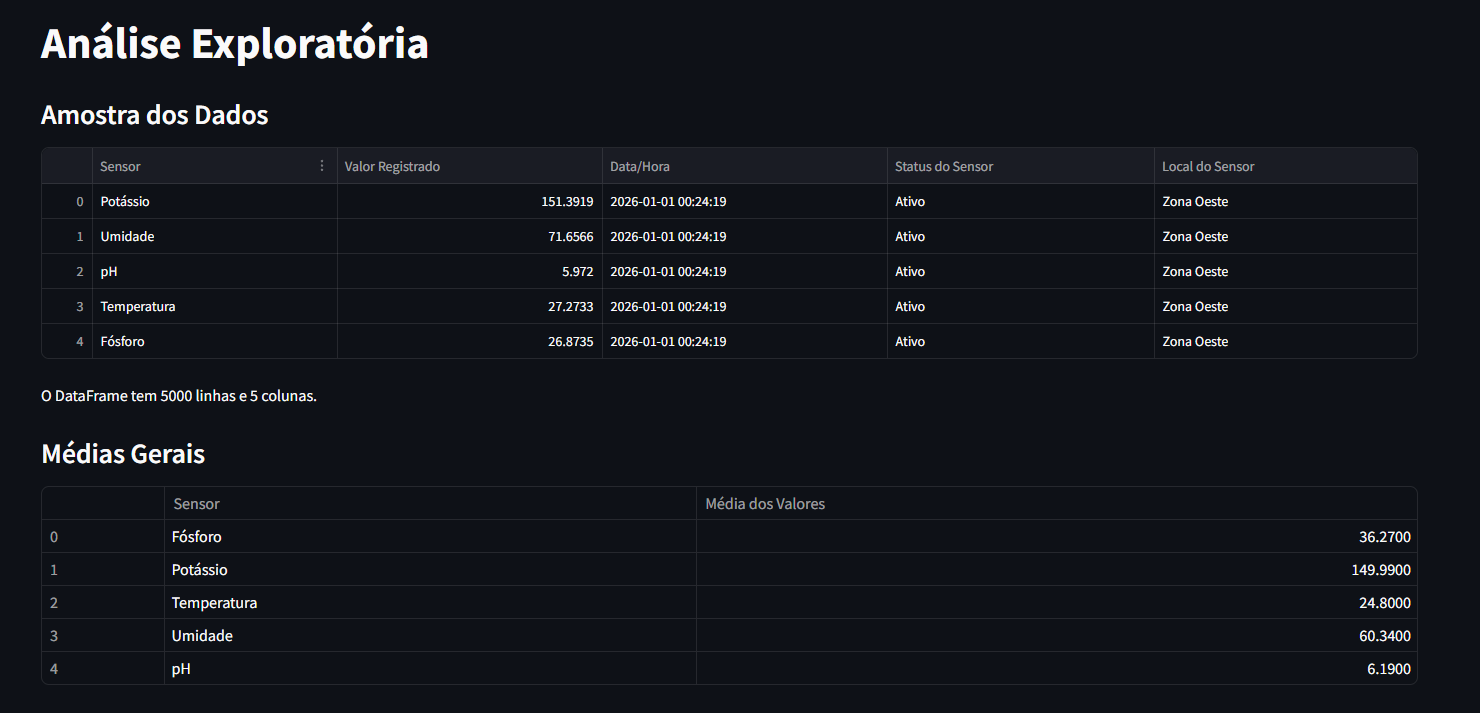 Análise Exploratória
Amostra dos Dados
Sensor Valor Registrado Data/Hora Status do Sensor Local do Sensor
0 Potássio 151.3919 2026-01-01 00:24:19 Ativo Zona Oeste
1 Umidade 71.6566 2026-01-01 00:24:19 Ativo Zona Oeste
2 pH 5.972 2026-01-01 00:24:19 Ativo Zona Oeste
3 Temperatura 27.2733 2026-01-01 00:24:19 Ativo Zona Oeste
4 Fósforo 26.8735 2026-01-01 00:24:19 Ativo Zona Oeste
O DataFrame tem 5000 linhas e 5 colunas.
Médias Gerais
Sensor Média dos Valores
0 Fósforo 36.2700
1 Potássio 149.9900
2 Temperatura 24.8000
3 Umidade 60.3400
4 pH 6.1900